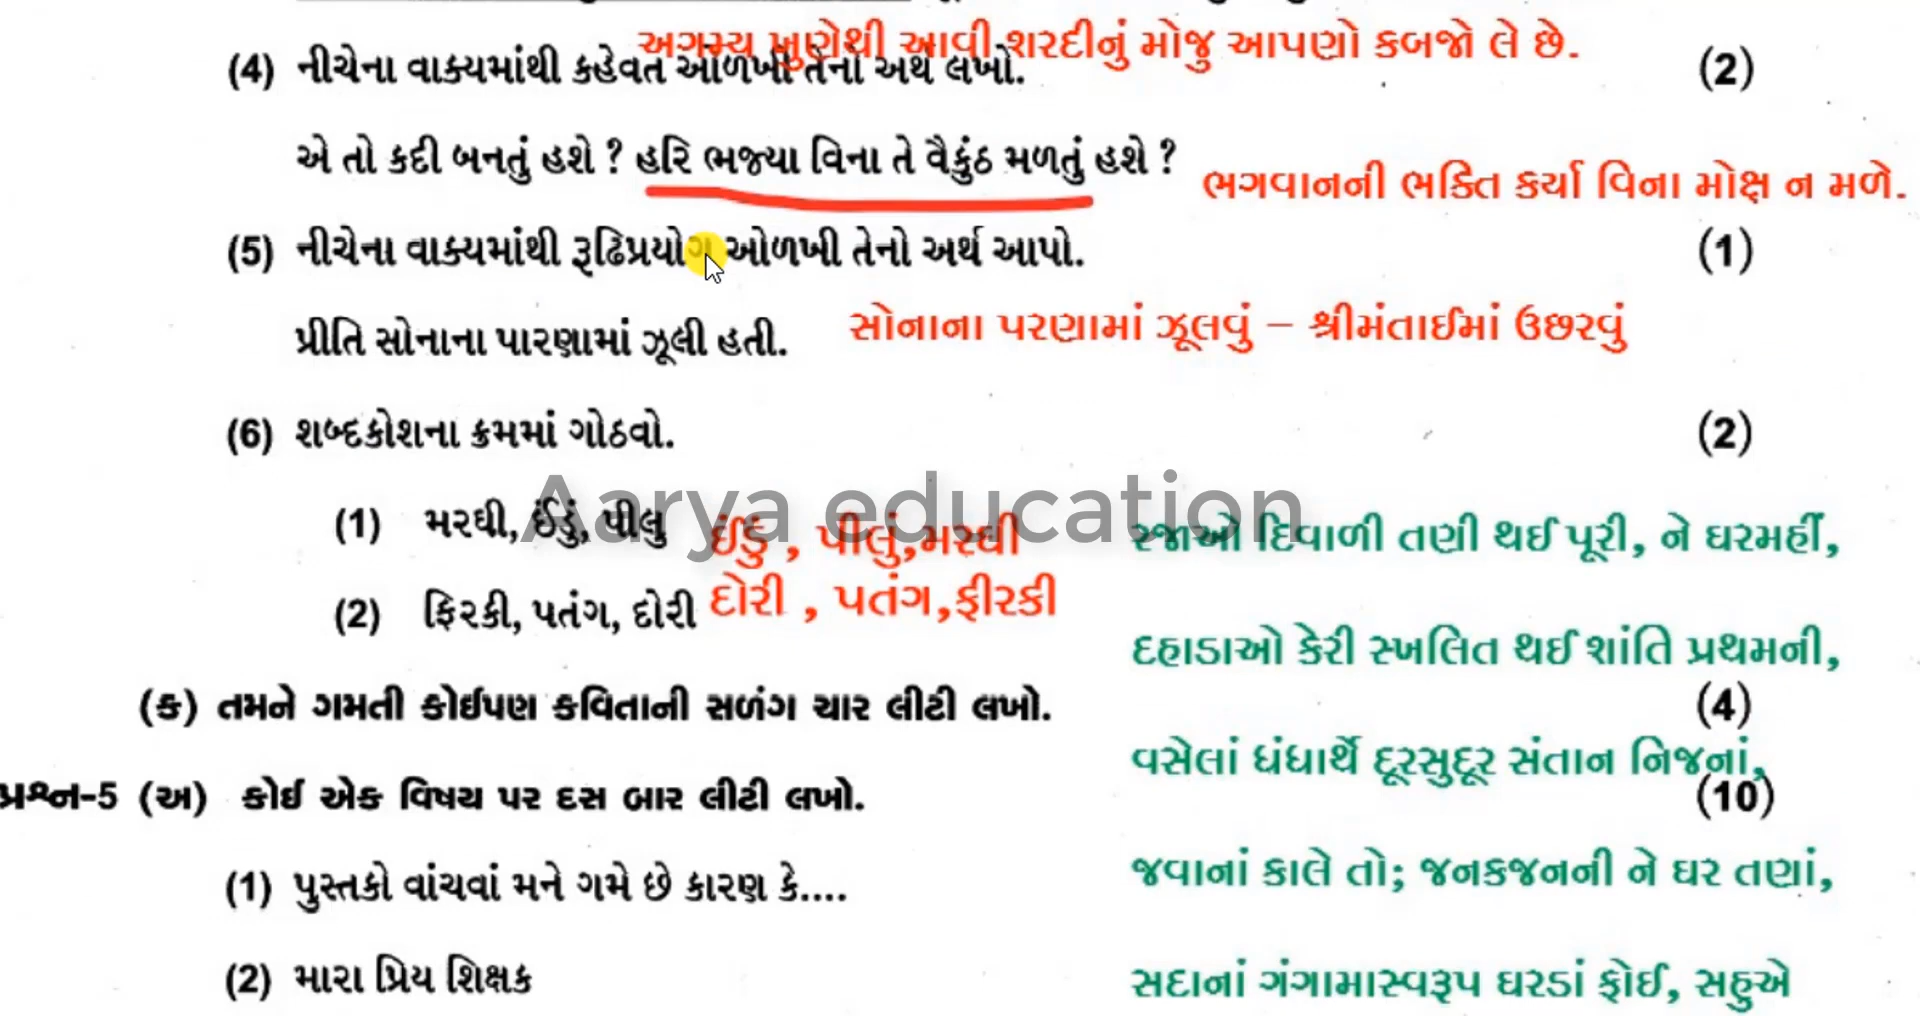 અગમ્ય ખુણેથી આવી શરદીનું મોજુ આપણો કબજો લે છે.
(4) નીચેના વાક્યમાંથી કહેવત ઓળખી તેનો અર્થ લખો. (2)
એ તો કદી બનતું હશે ? હરિ ભજ્યા વિના તે વૈકુંઠ મળતું હશે ?
ભગવાનની ભક્તિ કર્યા વિના મોક્ષ ન મળે.
(5) નીચેના વાક્યમાંથી રૂઢિપ્રયોગ ઓળખી તેનો અર્થ આપો. (1)
પ્રીતિ સોનાના પારણામાં ઝૂલી હતી. સોનાના પરણામાં ઝૂલવું – શ્રીમંતાઈમાં ઉછરવું
(6) શબ્દકોશના ક્રમમાં ગોઠવો. (2)
Aarya education
(1) મરઘી, ઈંડું, પીલુ ઈંડું , પીલું,મરઘી
રજાઓ દિવાળી તણી થઈ પૂરી, ને ઘરમહીં,
(2) ફિરકી, પતંગ, દોરી દોરી , પતંગ,ફીરકી
દહાડાઓ કેરી સ્ખલિત થઈ શાંતિ પ્રથમની,
(ક) તમને ગમતી કોઈપણ કવિતાની સળંગ ચાર લીટી લખો. (4)
વસેલાં ધંધાર્થે દૂરસુદૂર સંતાન નિજનાં,
પ્રશ્ન-5 (અ) કોઈ એક વિષય પર દસ બાર લીટી લખો. (10)
(1) પુસ્તકો વાંચવાં મને ગમે છે કારણ કે....
જવાનાં કાલે તો; જનકજનની ને ઘર તણાં,
(2) મારા પ્રિય શિક્ષક
સદાનાં ગંગામાસ્વરૂપ ઘરડાં ફોઈ, સહુએ